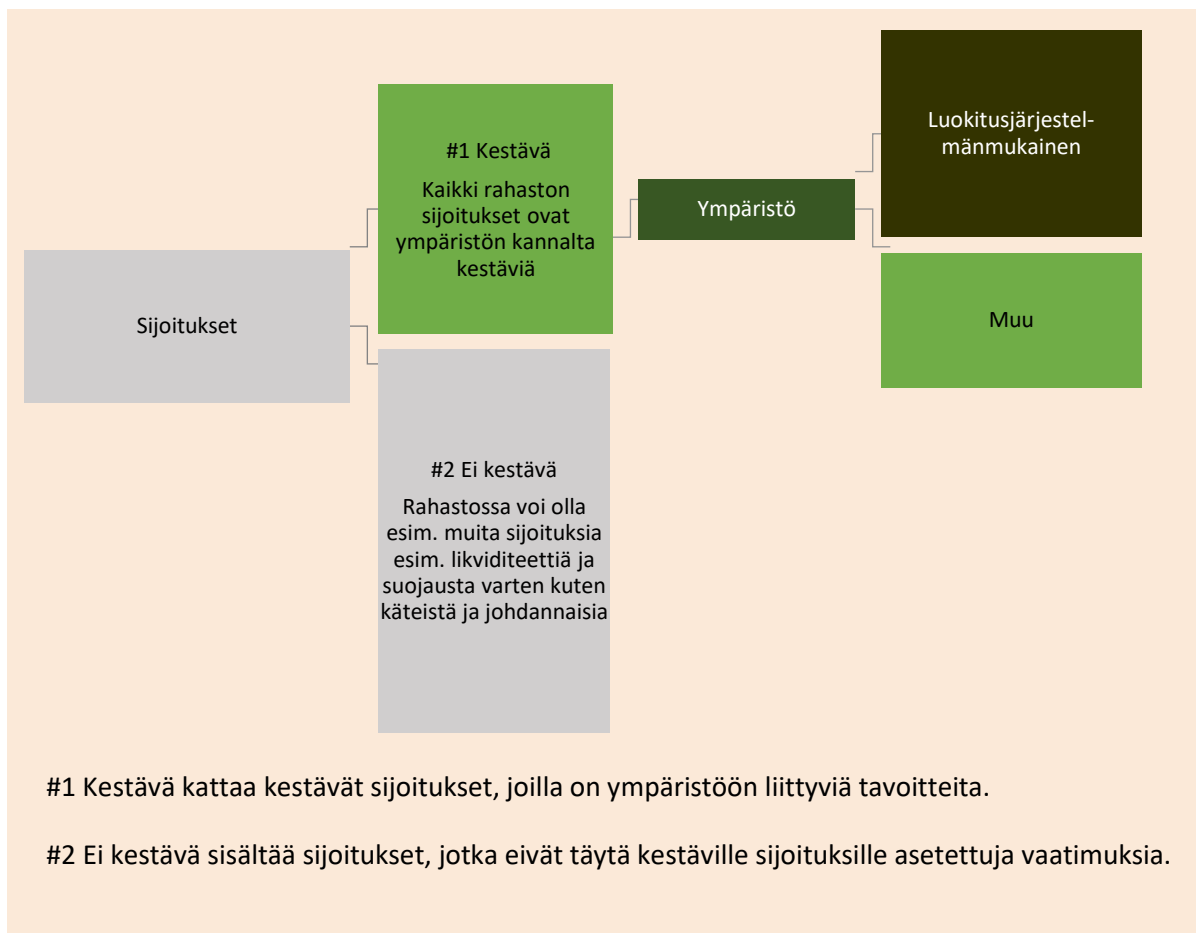 Sijoitukset
#1 Kestävä
Kaikki rahaston
sijoitukset ovat
ympäristön kannalta
kestäviä
#2 Ei kestävä
Rahastossa voi olla
esim. muita sijoituksia
esim. likviditeettiä ja
suojausta varten kuten
käteistä ja johdannaisia
Ympäristö
Luokitusjärjestel-
männmukainen
Muu
#1 Kestävä kattaa kestävät sijoitukset, joilla on ympäristöön liittyviä tavoitteita.
#2 Ei kestävä sisältää sijoitukset, jotka eivät täytä kestäville sijoituksille asetettuja vaatimuksia.